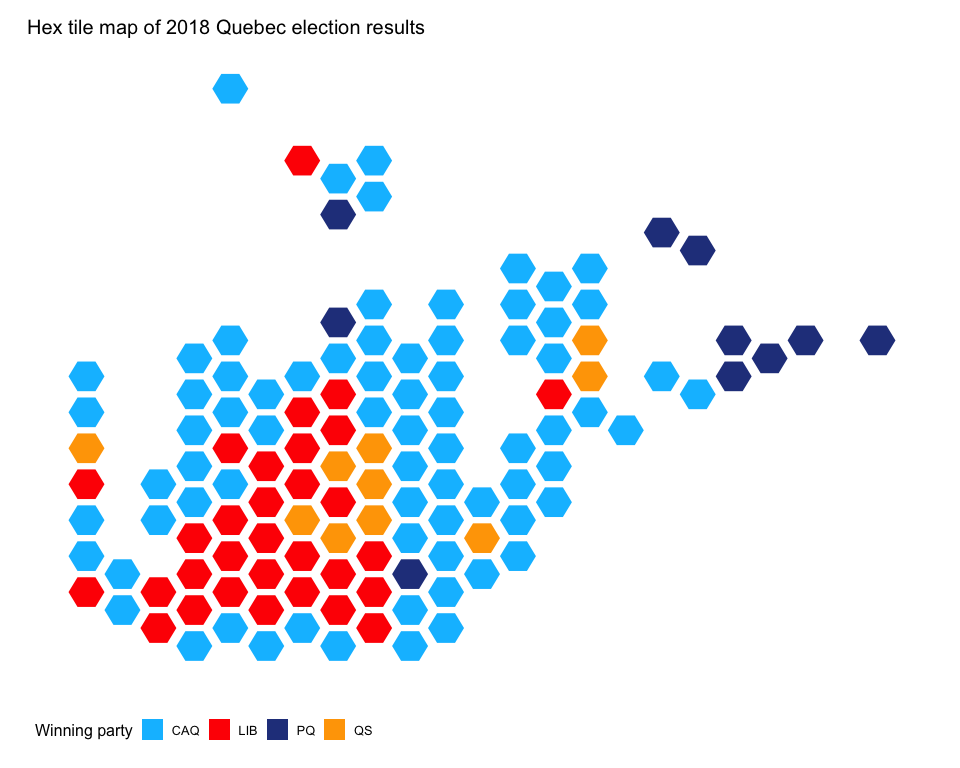 Hex tile map of 2018 Quebec election results
Winning party CAQ LIB PQ QS